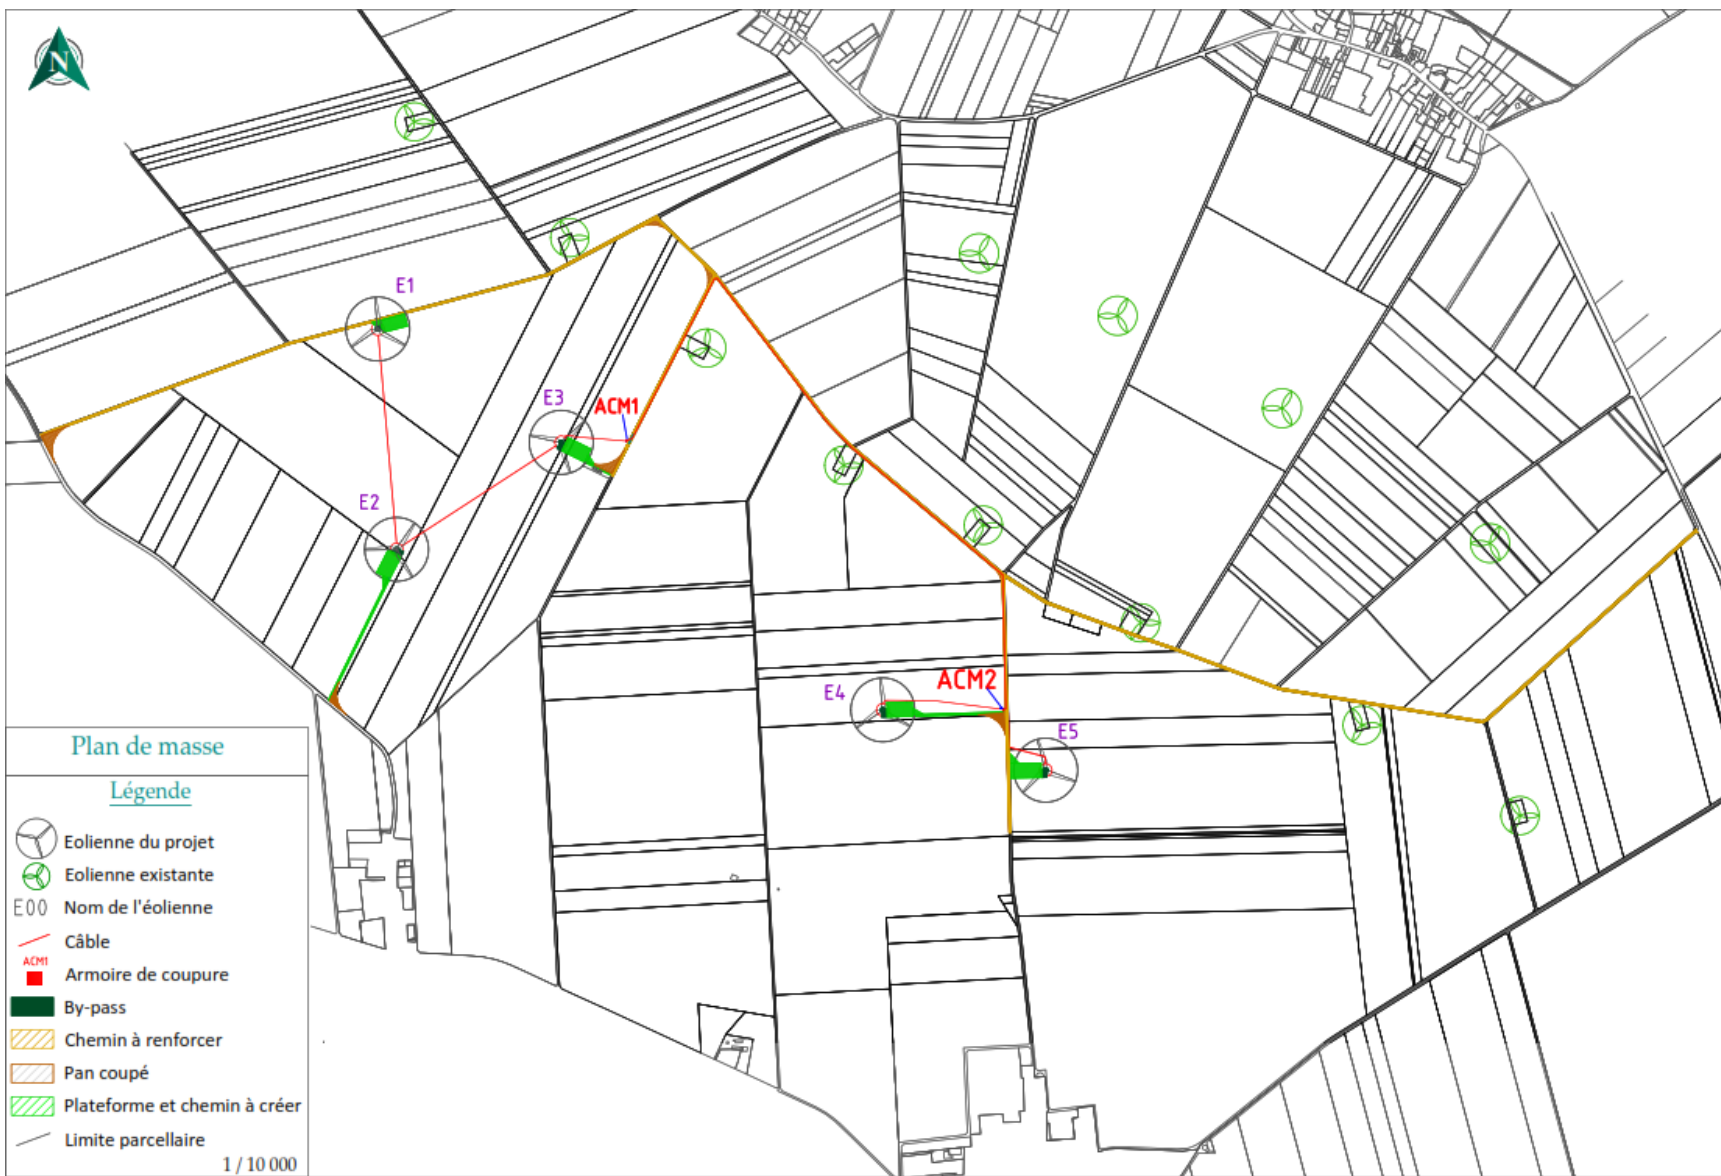 N
E1
E3
ACM1
E2
E4
ACM2
E5
Plan de masse
Légende
Eolienne du projet
Eolienne existante
E00 Nom de l'éolienne
Câble
ACM1
Armoire de coupure
By-pass
Chemin à renforcer
Pan coupé
Plateforme et chemin à créer
Limite parcellaire
1 / 10 000